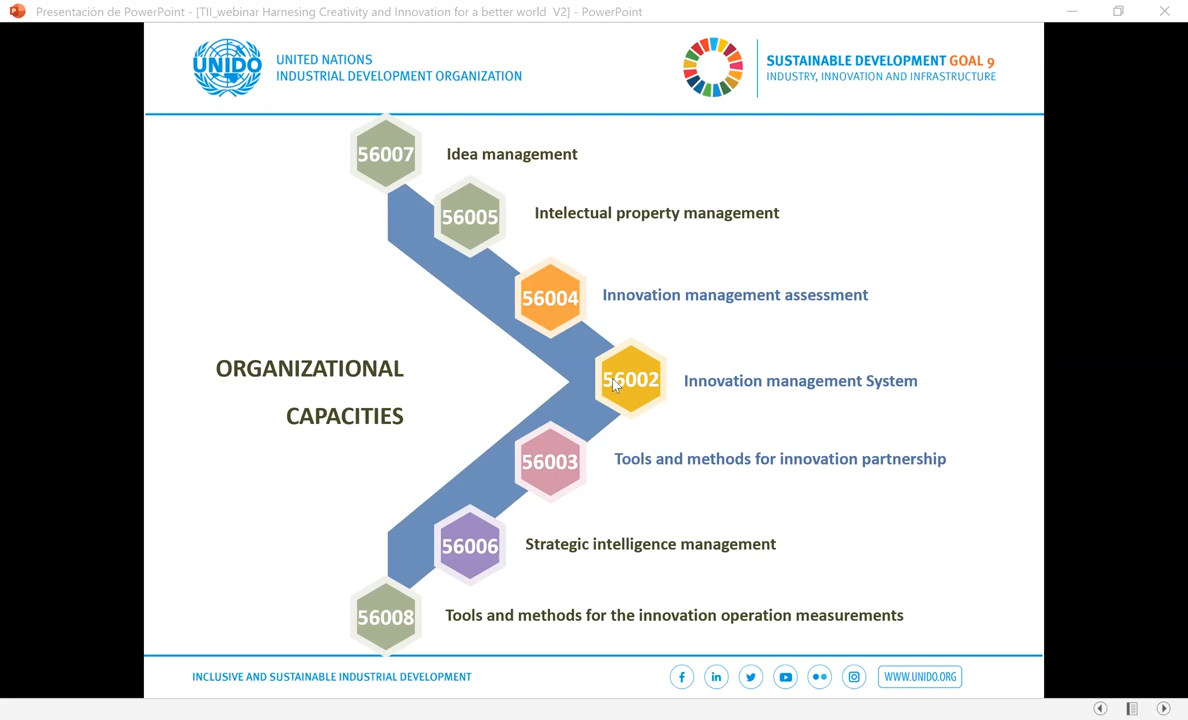 Presentación de PowerPoint - [TII_webinar Harnesing Creativity and Innovation for a better world V2] - PowerPoint
UNIDO
UNITED NATIONS
INDUSTRIAL DEVELOPMENT ORGANIZATION
SUSTAINABLE DEVELOPMENT GOAL 9
INDUSTRY, INNOVATION AND INFRASTRUCTURE
56007 Idea management
56005 Intelectual property management
56004 Innovation management assessment
ORGANIZATIONAL
CAPACITIES
56002 Innovation management System
56003 Tools and methods for innovation partnership
56006 Strategic intelligence management
56008 Tools and methods for the innovation operation measurements
INCLUSIVE AND SUSTAINABLE INDUSTRIAL DEVELOPMENT
WWW.UNIDO.ORG